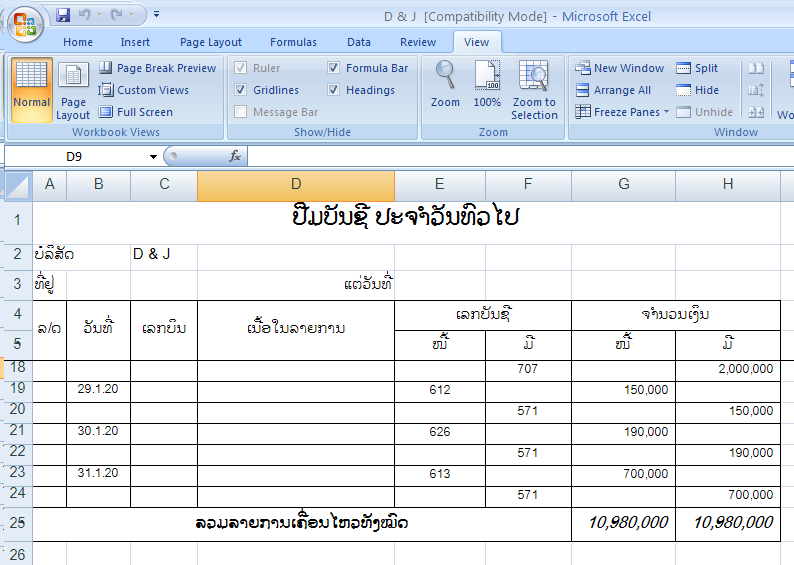 D & J [Compatibility Mode] - Microsoft Excel
Home Insert Page Layout Formulas Data Review View
Normal Page Layout Page Break Preview Custom Views Full Screen
Workbook Views
Ruler Gridlines Message Bar Formula Bar Headings
Show/Hide
Zoom 100% Zoom to Selection
Zoom
New Window Arrange All Freeze Panes Split Hide Unhide
Window
D9 fx
A B C D E F G H
1 ປຶ້ມບັນຊີ ປະຈຳວັນທົ່ວໄປ
2 ບໍລິສັດ D & J
3 ທີ່ຢູ່ ແຕ່ວັນທີ່
4 ລ/ດ ວັນທີ່ ເລກບິນ ເນື້ອໃນລາຍການ ເລກບັນຊີ ຈຳນວນເງິນ
5 ໜີ້ ມີ ໜີ້ ມີ
18 707 2,000,000
19 29.1.20 612 150,000
20 571 150,000
21 30.1.20 626 190,000
22 571 190,000
23 31.1.20 613 700,000
24 571 700,000
25 ລວມລາຍການເຄື່ອນໄຫວທັງໝົດ 10,980,000 10,980,000
26